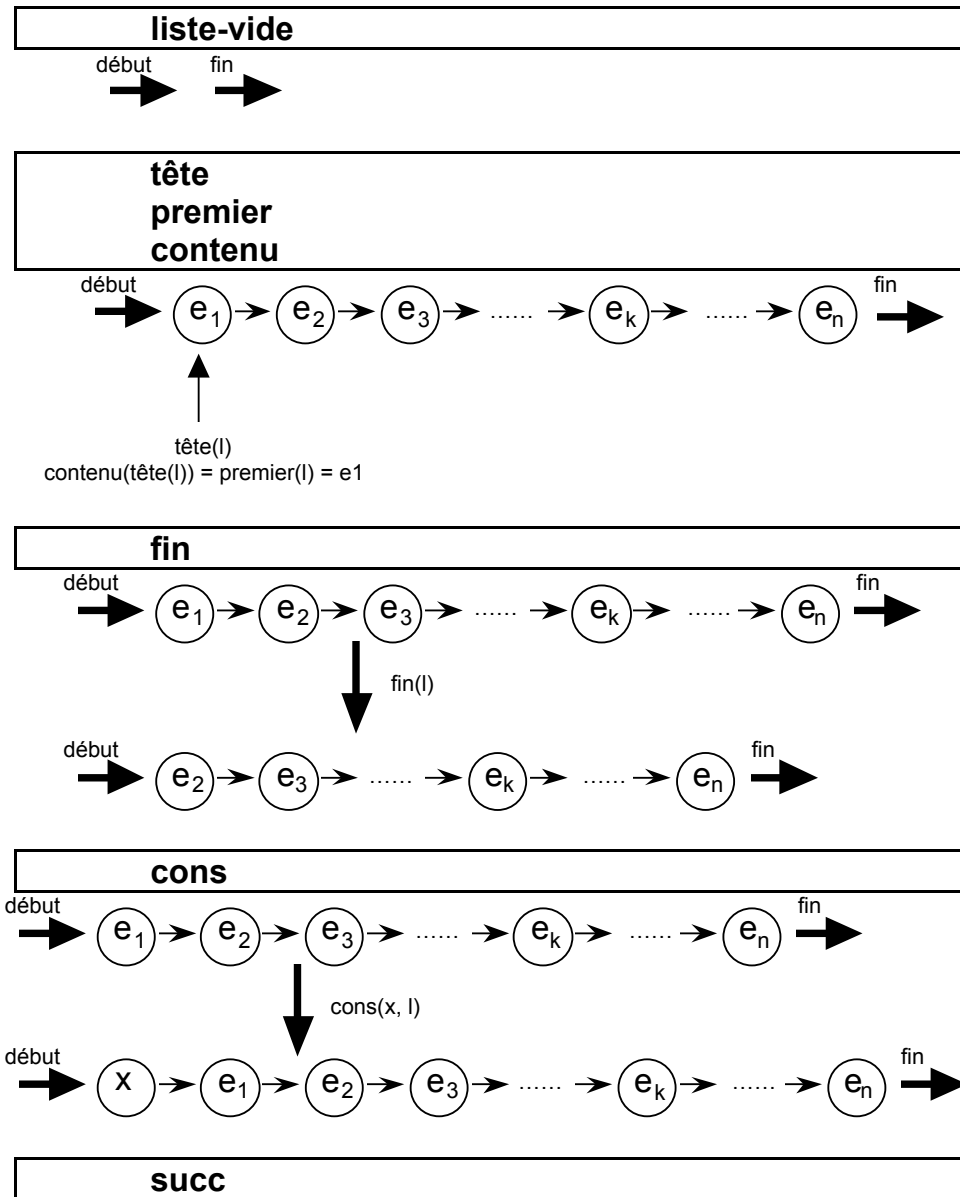 liste-vide
début fin
tête
premier
contenu
début fin
e1 e2 e3 ...... ek ...... en
tête(l)
contenu(tête(l)) = premier(l) = e1
fin
début fin
e1 e2 e3 ...... ek ...... en
fin(l)
début fin
e2 e3 ...... ek ...... en
cons
début fin
e1 e2 e3 ...... ek ...... en
cons(x, l)
début fin
x e1 e2 e3 ...... ek ...... en
succ